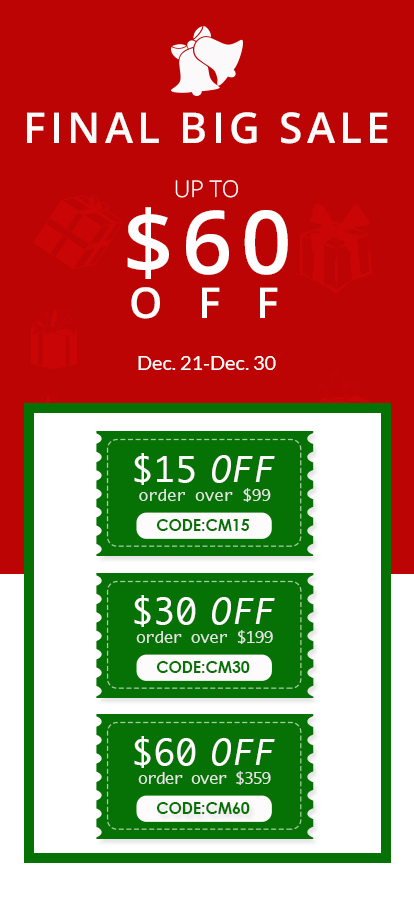 FINAL BIG SALE
UP TO
$60
OFF
Dec. 21-Dec. 30
$15 OFF
order over $99
CODE:CM15
$30 OFF
order over $199
CODE:CM30
$60 OFF
order over $359
CODE:CM60